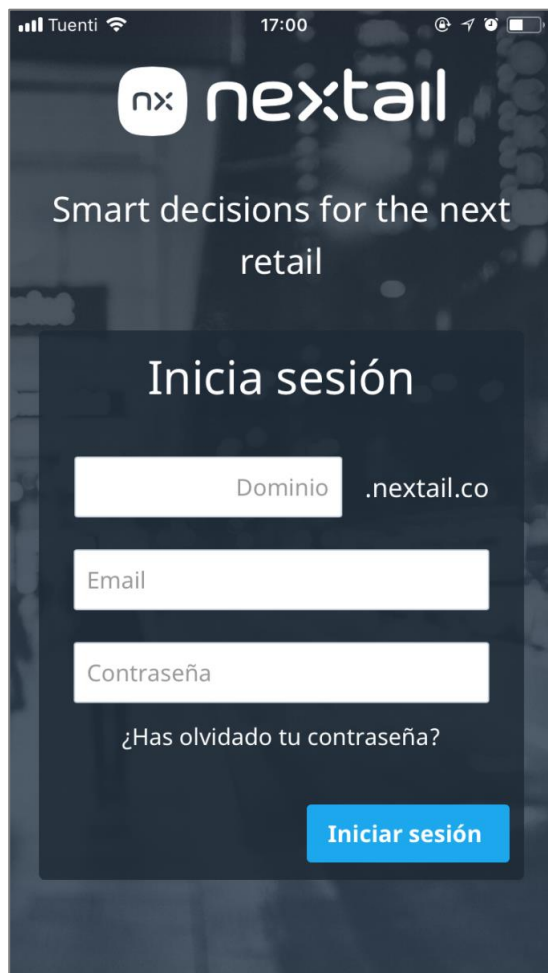 Tuenti 17:00
nx nextail
Smart decisions for the next
retail
Inicia sesión
Dominio .nextail.co
Email
Contraseña
¿Has olvidado tu contraseña?
Iniciar sesión